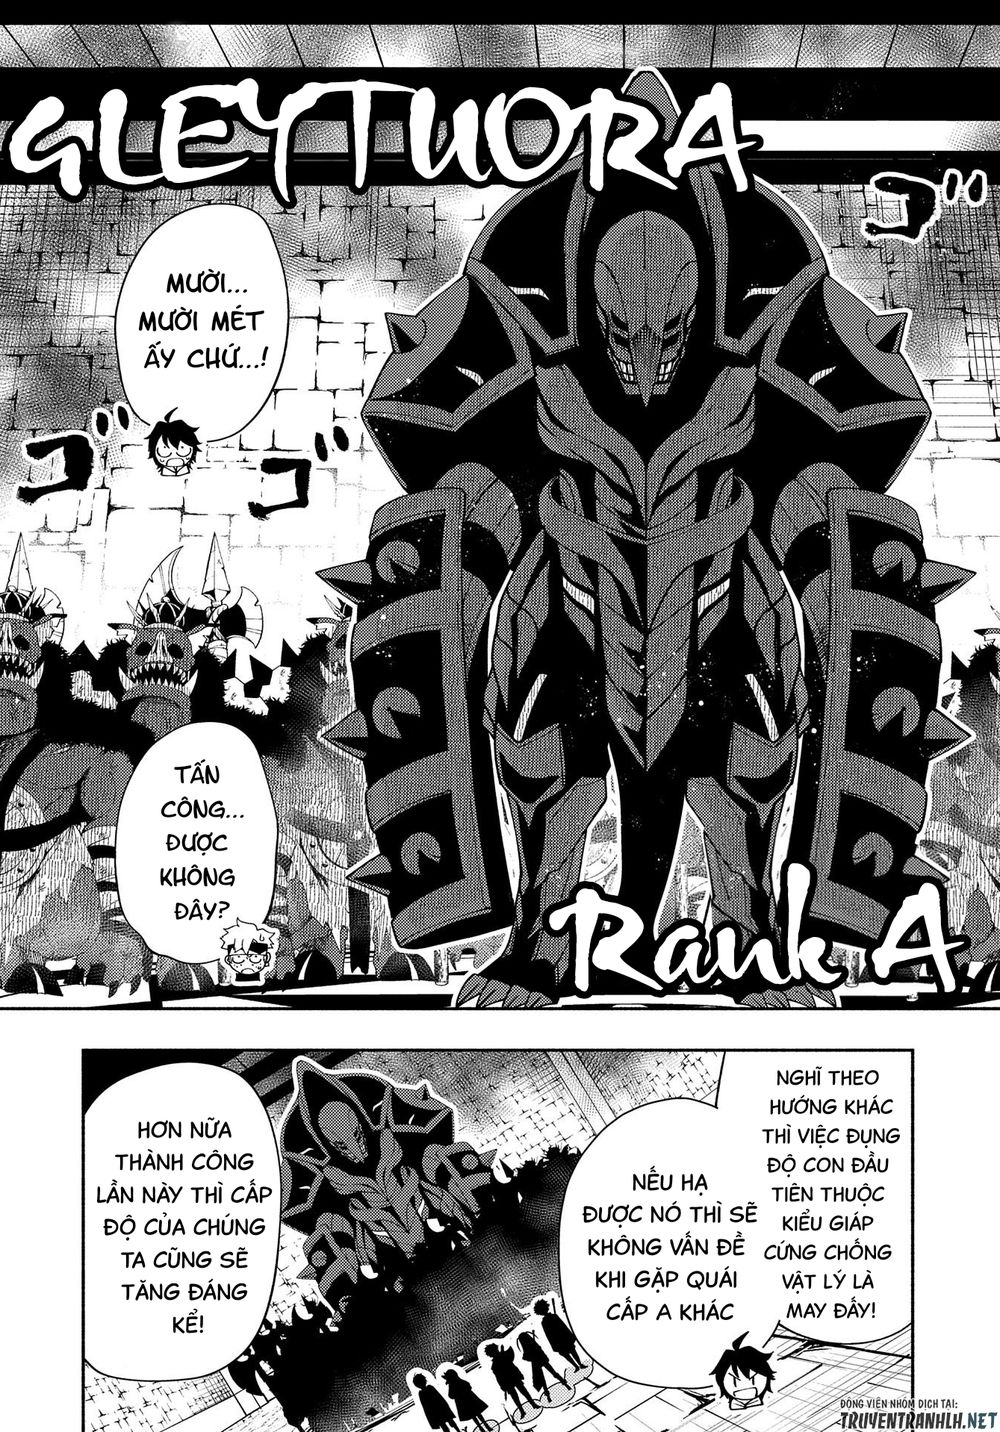 GLEYTUORA
ゴ
MƯỜI...
MƯỜI MÉT
ẤY CHỨ...!
ゴ
ゴ
TẤN
CÔNG...
ĐƯỢC
KHÔNG
ĐÂY?
Rank A
NGHĨ THEO
HƯỚNG KHÁC
THÌ VIỆC ĐỤNG
ĐỘ CON ĐẦU
TIÊN THUỘC
KIỂU GIÁP
CỨNG CHỐNG
VẬT LÝ LÀ
MAY ĐẤY!
NẾU HẠ
ĐƯỢC NÓ THÌ SẼ
KHÔNG VẤN ĐỀ
KHI GẶP QUÁI
CẤP A KHÁC
HƠN NỮA
THÀNH CÔNG
LẦN NÀY THÌ CẤP
ĐỘ CỦA CHÚNG
TA CŨNG SẼ
TĂNG ĐÁNG
KỂ!
ĐỘNG VIÊN NHÓM DỊCH TẠI:
TRUYENTRANHLH.NET